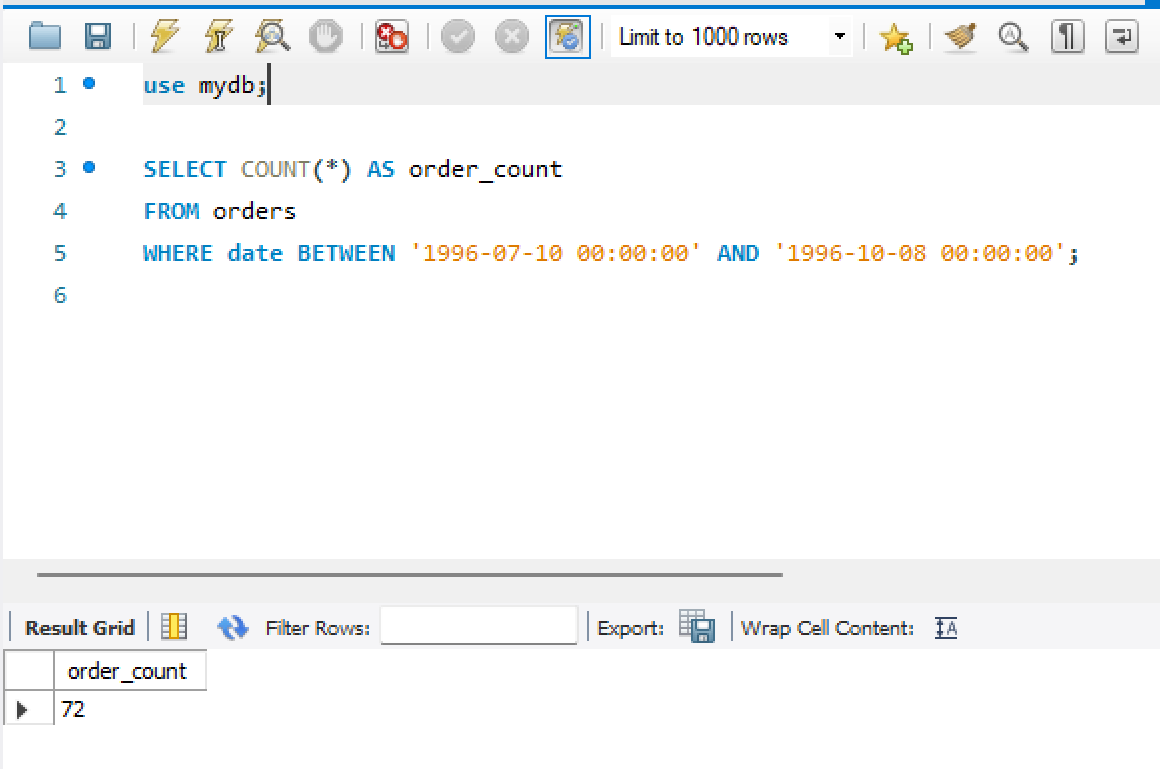 Limit to 1000 rows
1 use mydb;
2
3 SELECT COUNT(*) AS order_count
4 FROM orders
5 WHERE date BETWEEN '1996-07-10 00:00:00' AND '1996-10-08 00:00:00';
6
Result Grid Filter Rows: Export: Wrap Cell Content: IA
order_count
72